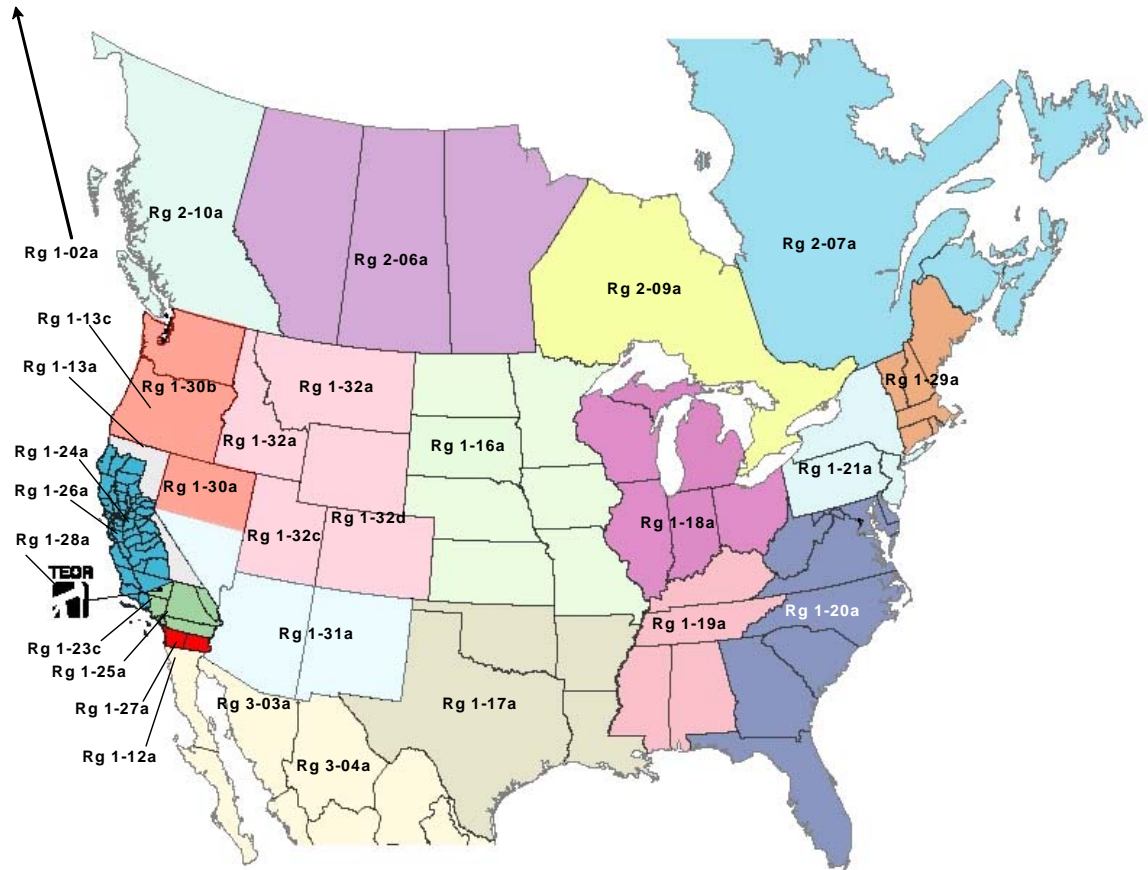 Rg 2-10a
Rg 2-07a
Rg 1-02a
Rg 2-06a
Rg 2-09a
Rg 1-13c
Rg 1-13a
Rg 1-30b
Rg 1-32a
Rg 1-29a
Rg 1-32a
Rg 1-16a
Rg 1-24a
Rg 1-21a
Rg 1-26a
Rg 1-30a
Rg 1-32d
Rg 1-18a
Rg 1-28a
Rg 1-32c
TEOR
Rg 1-20a
Rg 1-19a
Rg 1-31a
Rg 1-23c
Rg 1-25a
Rg 1-27a
Rg 3-03a
Rg 1-17a
Rg 1-12a
Rg 3-04a